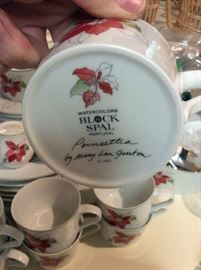 WATERCOLORS
BLOCK
SPAL
PORTUGAL
Poinsettia
by Mary Lou Goertzen